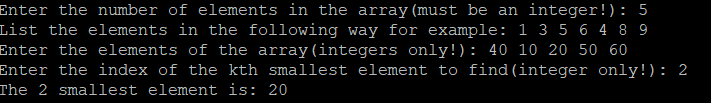 Enter the number of elements in the array(must be an integer!): 5
List the elements in the following way for example: 1 3 5 6 4 8 9
Enter the elements of the array(integers only!): 40 10 20 50 60
Enter the index of the kth smallest element to find(integer only!): 2
The 2 smallest element is: 20